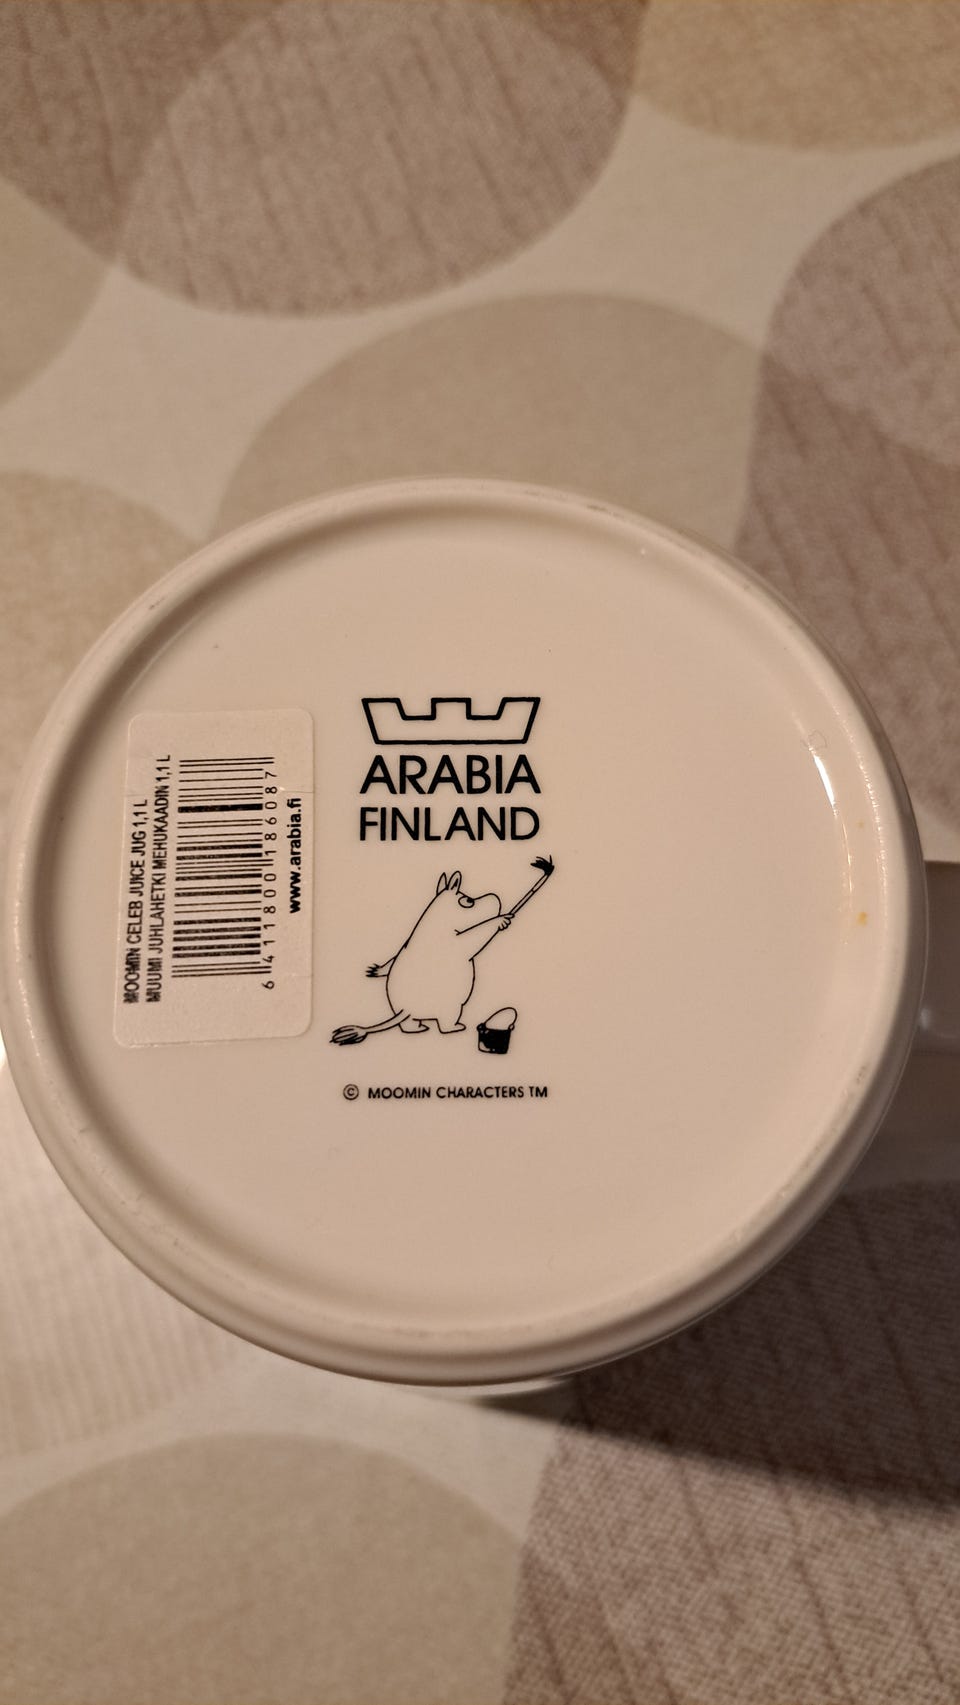 ARABIA
FINLAND
© MOOMIN CHARACTERS TM
MOOMIN CELEB JUICE JUG 1,1 L
MUUMI JUHLAHETKI MEHUKAADIN 1,1 L
6 411800 186087
www.arabia.fi